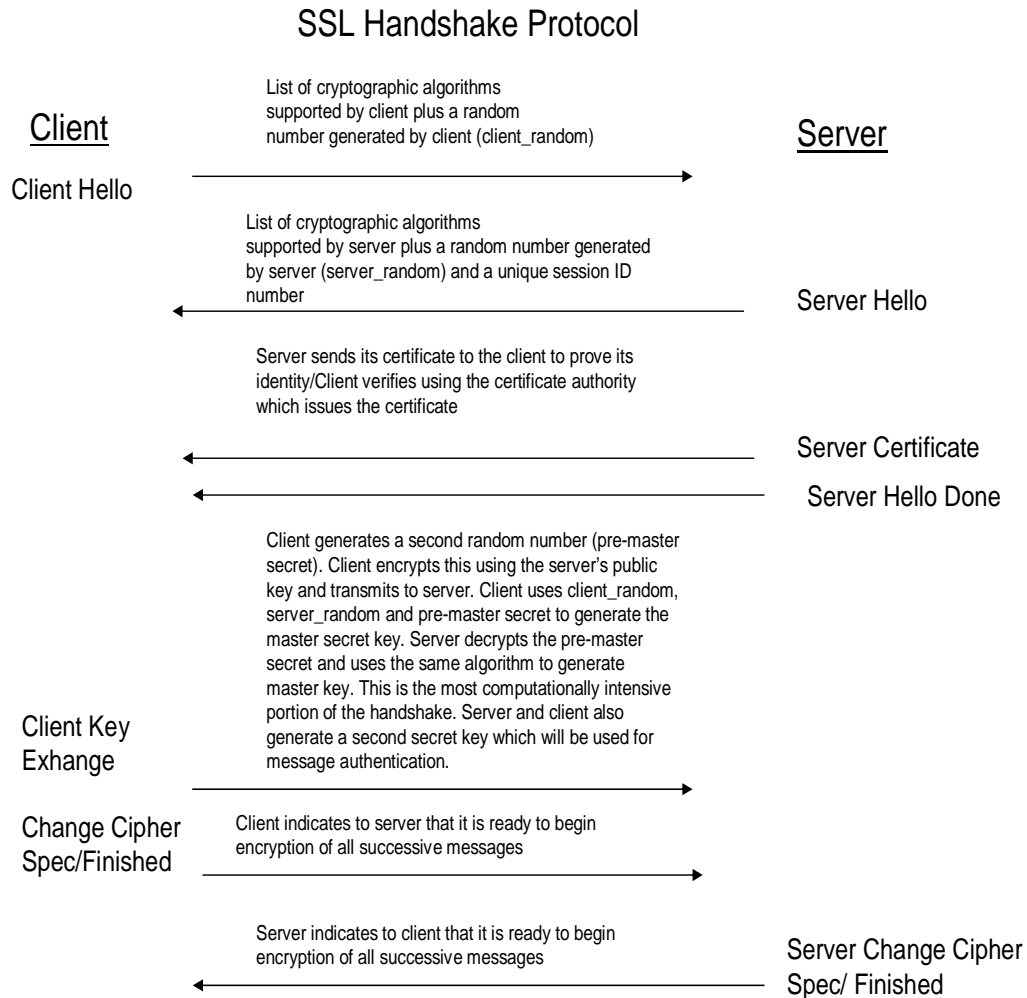 SSL Handshake Protocol
List of cryptographic algorithms
supported by client plus a random
number generated by client (client_random)
Client
Server
Client Hello
List of cryptographic algorithms
supported by server plus a random number generated
by server (server_random) and a unique session ID
number
Server Hello
Server sends its certificate to the client to prove its
identity/Client verifies using the certificate authority
which issues the certificate
Server Certificate
Server Hello Done
Client generates a second random number (pre-master
secret). Client encrypts this using the server's public
key and transmits to server. Client uses client_random,
server_random and pre-master secret to generate the
master secret key. Server decrypts the pre-master
secret and uses the same algorithm to generate
master key. This is the most computationally intensive
portion of the handshake. Server and client also
generate a second secret key which will be used for
message authentication.
Client Key
Exhange
Change Cipher
Spec/Finished
Client indicates to server that it is ready to begin
encryption of all successive messages
Server indicates to client that it is ready to begin
encryption of all successive messages
Server Change Cipher
Spec/ Finished